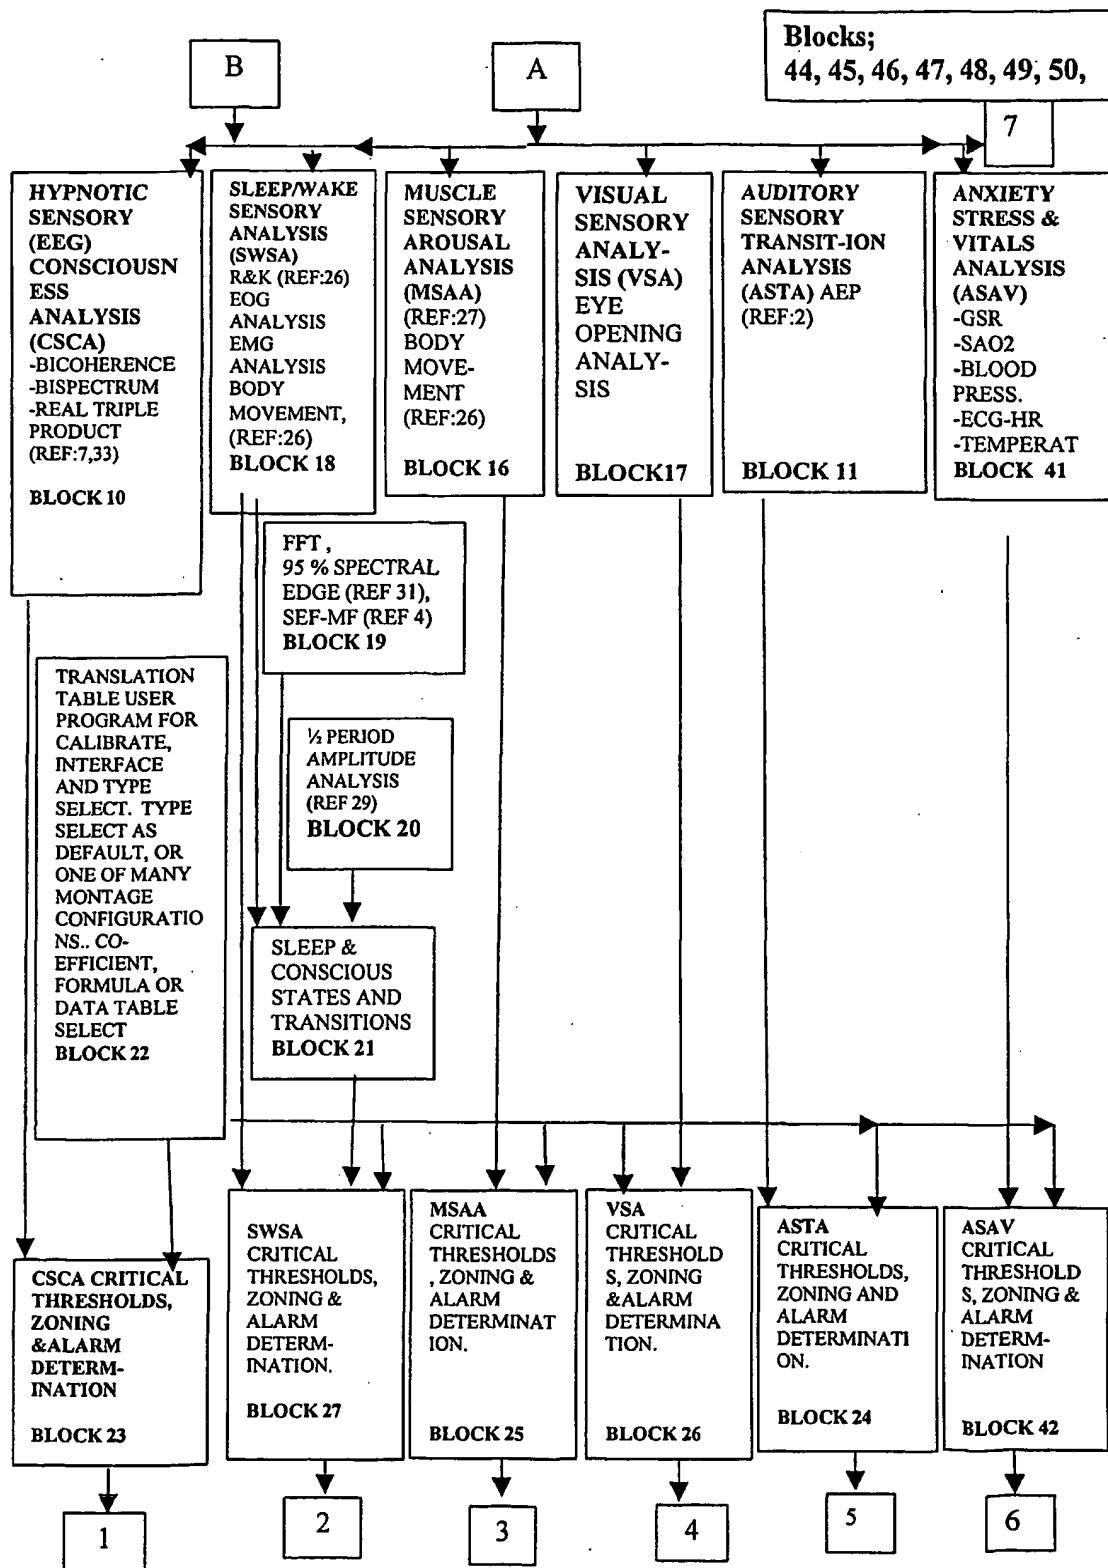 B
A
Blocks;
44, 45, 46, 47, 48, 49, 50,
7
HYPNOTIC
SENSORY
(EEG)
CONSCIOUSN
ESS
ANALYSIS
(CSCA)
-BICOHERENCE
-BISPECTRUM
-REAL TRIPLE
PRODUCT
(REF:7,33)
BLOCK 10
SLEEP/WAKE
SENSORY
ANALYSIS
(SWSA)
R&K (REF:26)
EOG
ANALYSIS
EMG
ANALYSIS
BODY
MOVEMENT,
(REF:26)
BLOCK 18
MUSCLE
SENSORY
AROUSAL
ANALYSIS
(MSAA)
(REF:27)
BODY
MOVE-
MENT
(REF:26)
BLOCK 16
VISUAL
SENSORY
ANALY-
SIS (VSA)
EYE
OPENING
ANALY-
SIS
BLOCK17
AUDITORY
SENSORY
TRANSIT-ION
ANALYSIS
(ASTA) AEP
(REF:2)
BLOCK 11
ANXIETY
STRESS &
VITALS
ANALYSIS
(ASAV)
-GSR
-SAO2
-BLOOD
PRESS.
-ECG-HR
-TEMPERAT
BLOCK 41
FFT ,
95 % SPECTRAL
EDGE (REF 31),
SEF-MF (REF 4)
BLOCK 19
TRANSLATION
TABLE USER
PROGRAM FOR
CALIBRATE,
INTERFACE
AND TYPE
SELECT. TYPE
SELECT AS
DEFAULT, OR
ONE OF MANY
MONTAGE
CONFIGURATIO
NS.. CO-
EFFICIENT,
FORMULA OR
DATA TABLE
SELECT
BLOCK 22
½ PERIOD
AMPLITUDE
ANALYSIS
(REF 29)
BLOCK 20
SLEEP &
CONSCIOUS
STATES AND
TRANSITIONS
BLOCK 21
CSCA CRITICAL
THRESHOLDS,
ZONING
&ALARM
DETERM-
INATION
BLOCK 23
SWSA
CRITICAL
THRESHOLDS,
ZONING &
ALARM
DETERM-
INATION.
BLOCK 27
MSAA
CRITICAL
THRESHOLDS
, ZONING &
ALARM
DETERMINAT
ION.
BLOCK 25
VSA
CRITICAL
THRESHOLD
S, ZONING
&ALARM
DETERMINA
TION.
BLOCK 26
ASTA
CRITICAL
THRESHOLDS,
ZONING AND
ALARM
DETERMINATI
ON.
BLOCK 24
ASAV
CRITICAL
THRESHOLD
S, ZONING &
ALARM
DETERM-
INATION
BLOCK 42
1
2
3
4
5
6